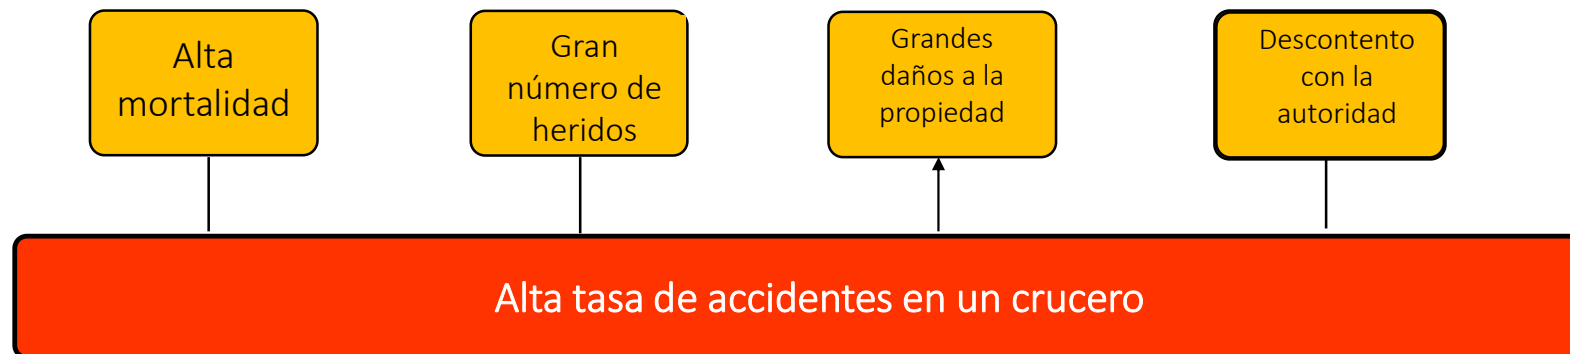 Alta
mortalidad
Gran
número de
heridos
Grandes
daños a la
propiedad
Descontento
con la
autoridad
Alta tasa de accidentes en un crucero